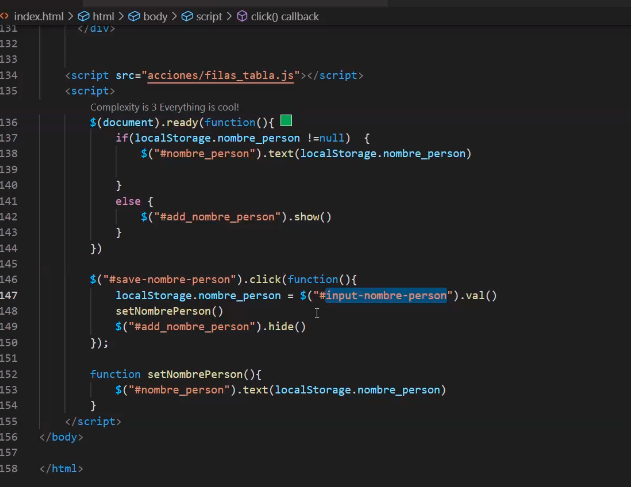 index.html > html > body > script > click() callback
131 </div>
132
133
134 <script src="acciones/filas_tabla.js"></script>
135 <script>
Complexity is 3 Everything is cool!
136 $(document).ready(function(){
137 if(localStorage.nombre_person !=null) {
138 $("#nombre_person").text(localStorage.nombre_person)
139
140 }
141 else {
142 $("#add_nombre_person").show()
143 }
144 })
145
146 $("#save-nombre-person").click(function(){
147 localStorage.nombre_person = $("#input-nombre-person").val()
148 setNombrePerson()
149 $("#add_nombre_person").hide()
150 });
151
152 function setNombrePerson(){
153 $("#nombre_person").text(localStorage.nombre_person)
154 }
155 </script>
156 </body>
157
158 </html>